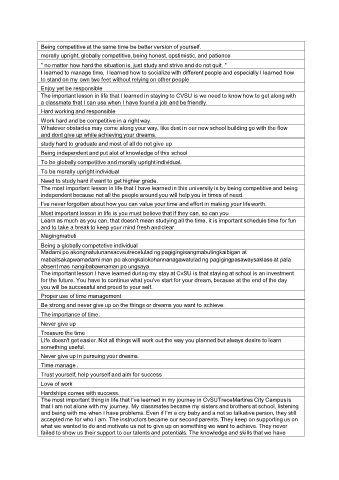 Being competitive at the same time be better version of yourself.
morally upright, globally competitive, being honest, opstimistic, and patience
" no matter how hard the situation is, just study and strive and do not quit. "
I learned to manage time, I learned how to socialize with different people and especially I learned how
to stand on my own two feet without relying on other people
Enjoy yet be responsible
The important lesson in life that I learned in staying to CVSU is we need to know how to get along with
a classmate that I can use when I have found a job and be friendly.
Hard working and responsible
Work hard and be competitive in a right way.
Whatever obstacles may come along your way, like dust in our new school building go with the flow
and dont give up while achieving your dreams.
study hard to graduate and most of all do not give up
Being independent and put alot of knowledge of this school
To be globally competitive and morally upright individual.
To be morally upright individual
Need to study hard if want to get highier grade.
The most important lesson in life that I have learned in this university is by being competitive and being
independent because not all the people around you will help you in times of need.
I've never forgotten about how you can value your time and effort in making your lifeworth.
Most important lesson in life is you must believe that if they can, so can you
Learn as much as you can, that doesn't mean studying all the time, it is important schedule time for fun
and to take a break to keep your mind fresh and clear
Magingmabuti
Being a globally competetive individual
Madami po akong
The important lesson I have learned during my stay at CvSU is that staying at school is an investment
for the future. You have to continue what you've start for your dream, because at the end of the day
you will be successful and proud to your self.
Proper use of time management
Be strong and never give up on the things or dreams you want to achieve.
The importance of time.
Never give up
Treasure the time
Life doesn't get easier. Not all things will work out the way you planned but always desire to learn
something useful.
Never give up in pursuing your dreams.
Time manage .
Trust yourself, help yourself and aim for success
Love of work
Hardships comes with success.
The most important thing in life that I've learned in my journey in CvSUTreceMartires City Campus is
that I am not alone with my journey. My classmates became my sisters and brothers at school, listening
and being with me when I have problems. Even if I'm a cry baby and a not so talkative person, they still
accepted me for who I am. The instructors became our second parents. They keep on supporting us on
what we wanted to do and motivate us not to give up on something we want to achieve. They never
failed to show us their support to our talents and potentials. The knowledge and skills that we have